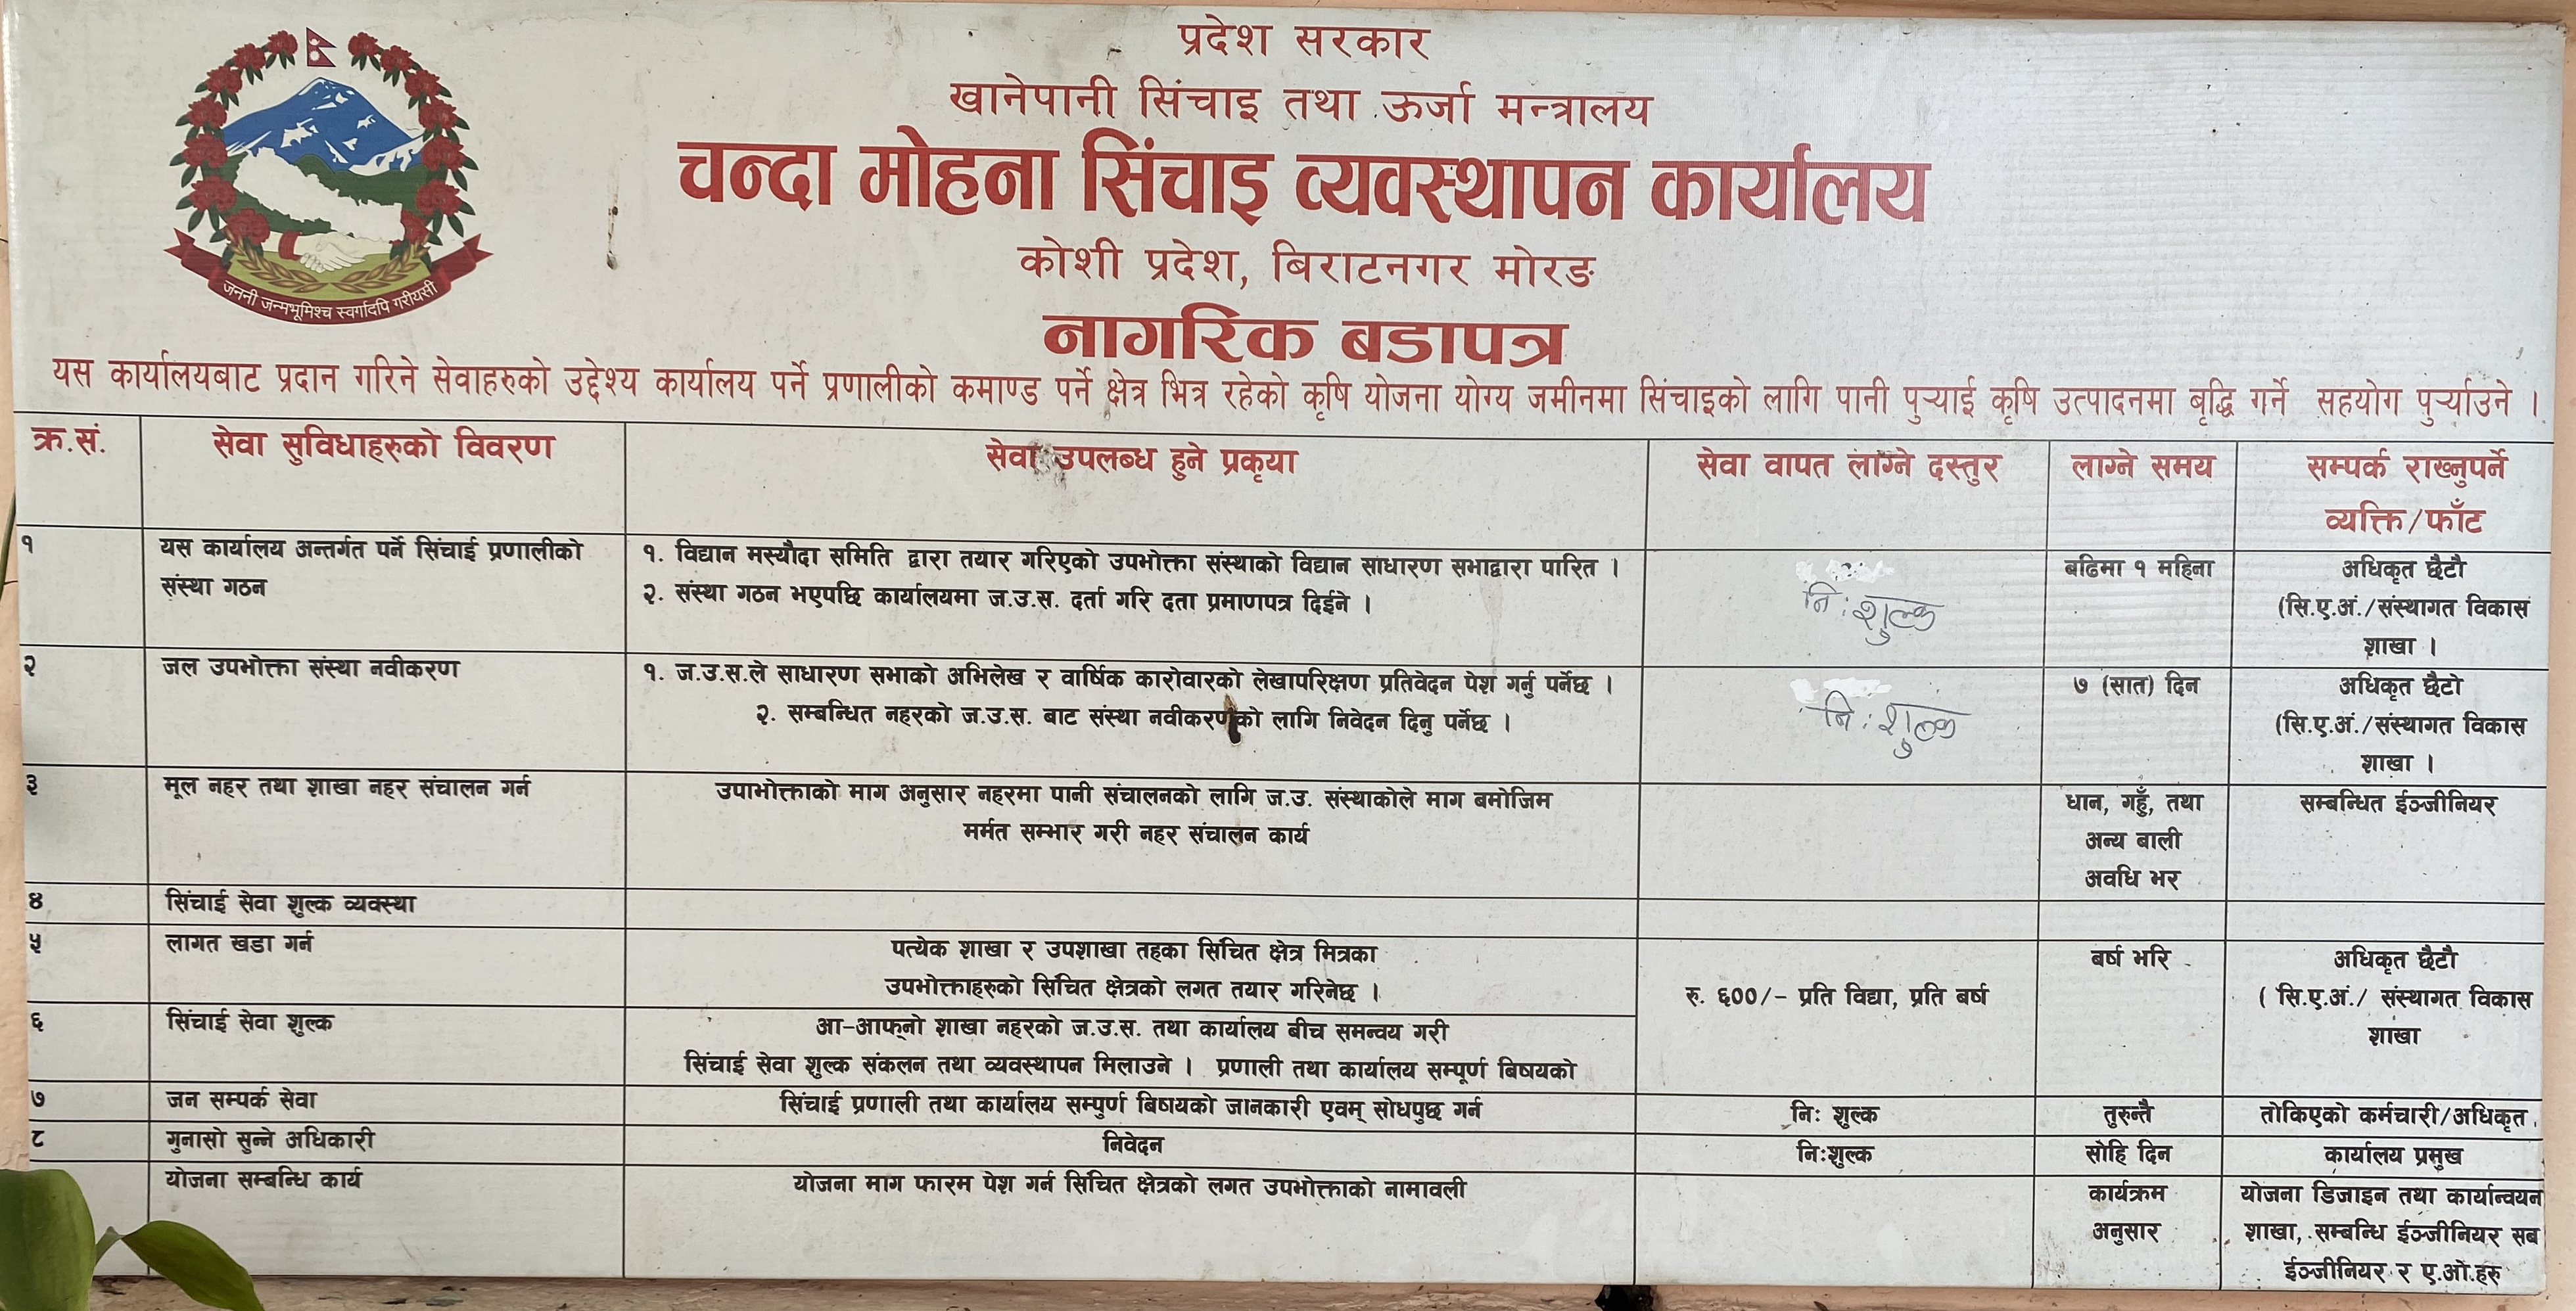 प्रदेश सरकार
खानेपानी सिंचाइ तथा ऊर्जा मन्त्रालय
चन्दा मोहना सिंचाइ व्यवस्थापन कार्यालय
कोशी प्रदेश, बिराटनगर मोरङ
जननी जन्मभूमिश्च स्वर्गादपि गरीयसी
नागरिक बडापत्र
यस कार्यालयबाट प्रदान गरिने सेवाहरुको उद्देश्य कार्यालय पर्ने प्रणालीको कमाण्ड पर्ने क्षेत्र भित्र रहेको कृषि योजना योग्य जमीनमा सिंचाइको लागि पानी पुऱ्याई कृषि उत्पादनमा बृद्धि गर्ने सहयोग पुर्‍याउने ।
क्र.सं. सेवा सुविधाहरुको विवरण सेवा उपलब्ध हुने प्रकृया सेवा वापत लाग्ने दस्तुर लाग्ने समय सम्पर्क राख्नुपर्ने
व्यक्ति/फाँट
१ यस कार्यालय अन्तर्गत पर्ने सिंचाई प्रणालीको
संस्था गठन
१. विद्यान मस्यौदा समिति द्वारा तयार गरिएको उपभोक्ता संस्थाको विद्यान साधारण सभाद्वारा पारित ।
२. संस्था गठन भएपछि कार्यालयमा ज.उ.स. दर्ता गरि दता प्रमाणपत्र दिईने ।
नि:शुल्क
बढिमा १ महिना
अधिकृत छैटौ
(सि.ए.अं./संस्थागत विकास
शाखा ।
२ जल उपभोक्ता संस्था नवीकरण
१. ज.उ.स.ले साधारण सभाको अभिलेख र वार्षिक कारोवारको लेखापरिक्षण प्रतिवेदन पेश गर्नु पर्नेछ ।
२. सम्बन्धित नहरको ज.उ.स. बाट संस्था नवीकरणको लागि निवेदन दिनु पर्नेछ ।
नि:शुल्क
७ (सात) दिन
अधिकृत छैटो
(सि.ए.अं./संस्थागत विकास
शाखा ।
३ मूल नहर तथा शाखा नहर संचालन गर्न
उपाभोक्ताको माग अनुसार नहरमा पानी संचालनको लागि ज.उ. संस्थाकोले माग बमोजिम
मर्मत सम्भार गरी नहर संचालन कार्य
धान, गहुँ, तथा
अन्य बाली
अवधि भर
सम्बन्धित ईञ्जीनियर
४ सिंचाई सेवा शुल्क व्यवस्था
५ लागत खडा गर्न
पत्येक शाखा र उपशाखा तहका सिंचित क्षेत्र मित्रका
उपभोक्ताहरुको सिंचित क्षेत्रको लगत तयार गरिनेछ ।
रु. ६००/- प्रति विद्या, प्रति बर्ष
बर्ष भरि
अधिकृत छैटौ
( सि.ए.अं./ संस्थागत विकास
शाखा
६ सिंचाई सेवा शुल्क
आ-आफ्‌नो शाखा नहरको ज.उ.स. तथा कार्यालय बीच समन्वय गरी
सिंचाई सेवा शुल्क संकलन तथा व्यवस्थापन मिलाउने । प्रणाली तथा कार्यालय सम्पूर्ण बिषयको
७ जन सम्पर्क सेवा सिंचाई प्रणाली तथा कार्यालय सम्पुर्ण बिषयको जानकारी एवम् सोधपुछ गर्न निः शुल्क तुरुन्तै तोकिएको कर्मचारी/अधिकृत
८ गुनासो सुन्ने अधिकारी निवेदन निःशुल्क सोहि दिन कार्यालय प्रमुख
योजना सम्बन्धि कार्य योजना माग फारम पेश गर्न सिंचित क्षेत्रको लगत उपभोक्ताको नामावली
कार्यक्रम
अनुसार
योजना डिजाइन तथा कार्यान्वयन
शाखा, सम्बन्धि ईञ्जीनियर सब
ईञ्जीनियर र ए.ओ.हरु